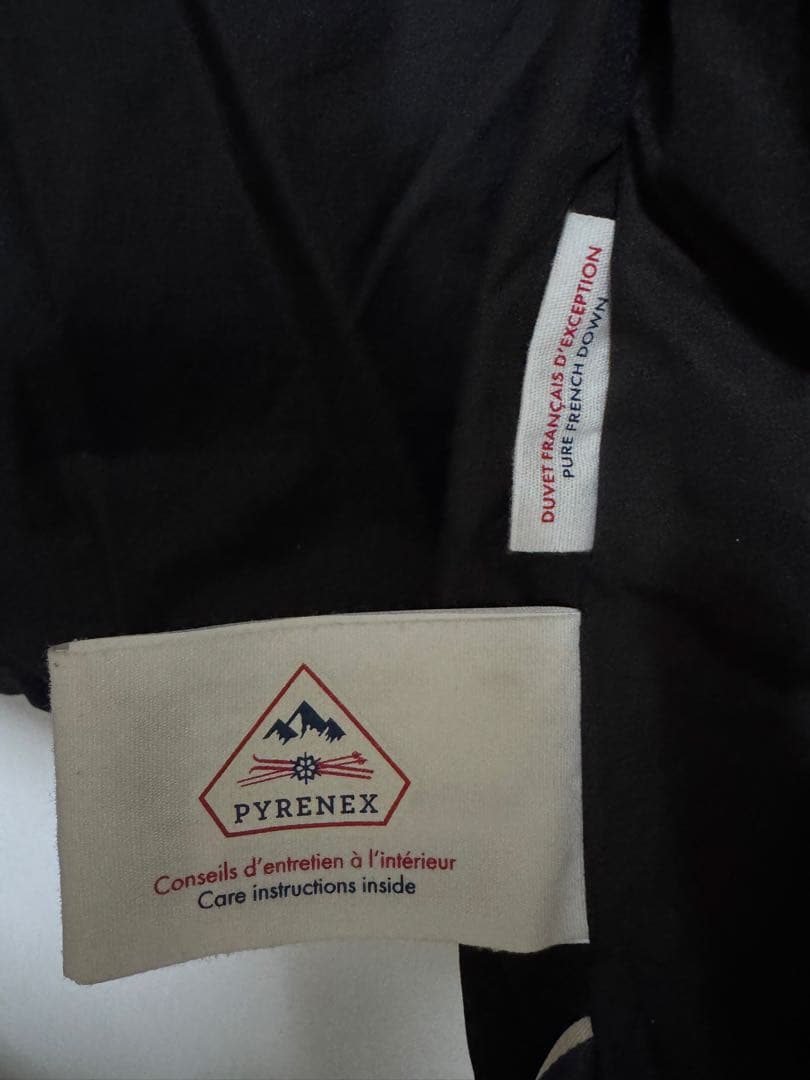 DUVET FRANÇAIS D'EXCEPTION
PURE FRENCH DOWN
PYRENEX
Conseils d'entretien à l'intérieur
Care instructions inside